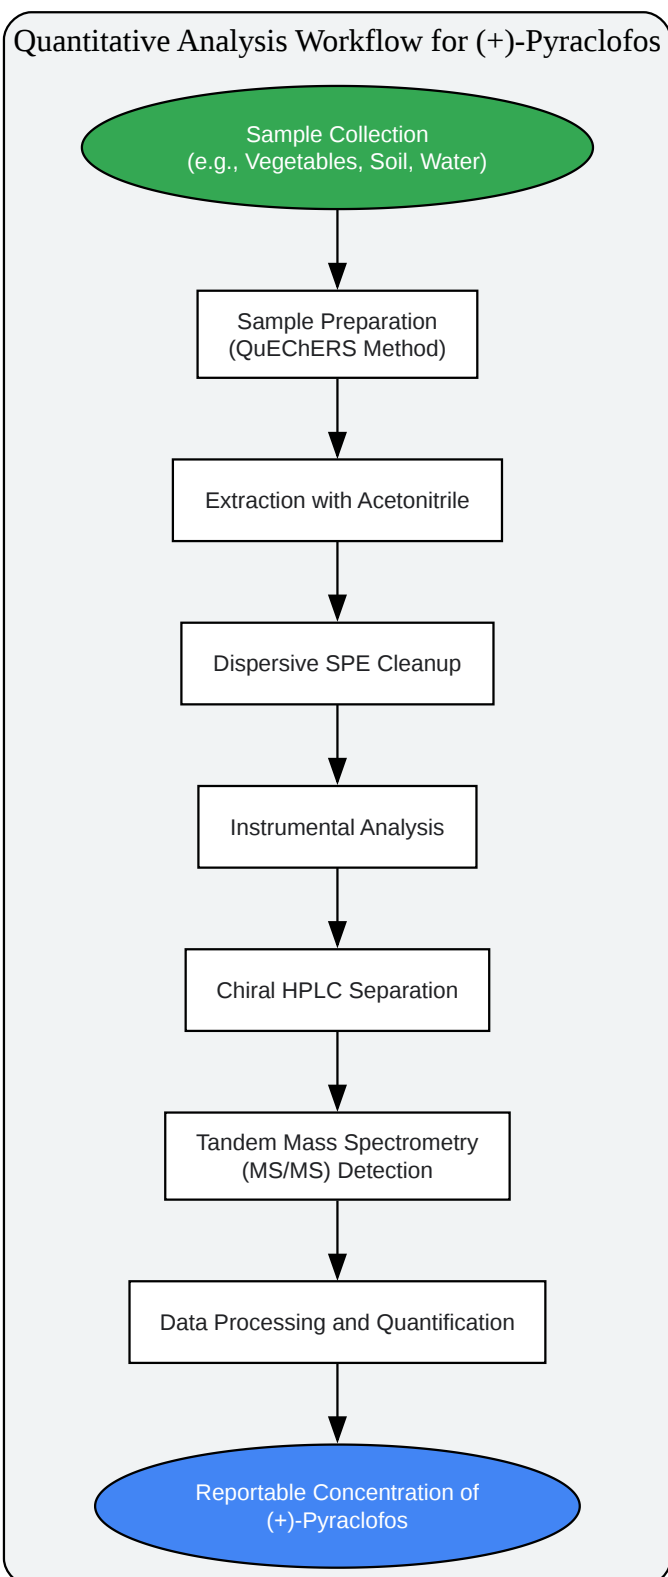 Quantitative Analysis Workflow for (+)-Pyraclofos
Sample Collection
(e.g., Vegetables, Soil, Water)
Sample Preparation
(QuEChERS Method)
Extraction with Acetonitrile
Dispersive SPE Cleanup
Instrumental Analysis
Chiral HPLC Separation
Tandem Mass Spectrometry
(MS/MS) Detection
Data Processing and Quantification
Reportable Concentration of
(+)-Pyraclofos